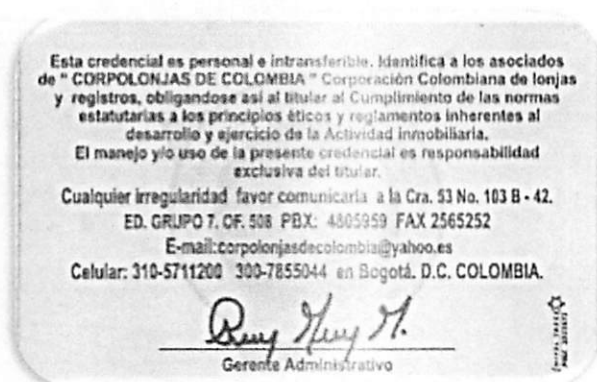 Esta credencial es personal e intransferible. Identifica a los asociados
de " CORPOLONJAS DE COLOMBIA " Corporación Colombiana de lonjas
y registros, obligandose asi al titular al Cumplimiento de las normas
estatutarias a los principios éticos y reglamentos inherentes al
desarrollo y ejercicio de la Actividad inmobiliaria.
El manejo y/o uso de la presente credencial es responsabilidad
exclusiva del titular.
Cualquier irregularidad favor comunicarla a la Cra. 53 No. 103 B - 42.
ED. GRUPO 7. OF. 508 PBX: 4805959 FAX 2565252
E-mail:corpolonjasdecolombia@yahoo.es
Celular: 310-5711200 300-7855044 en Bogotá. D.C. COLOMBIA.
Gerente Administrativo